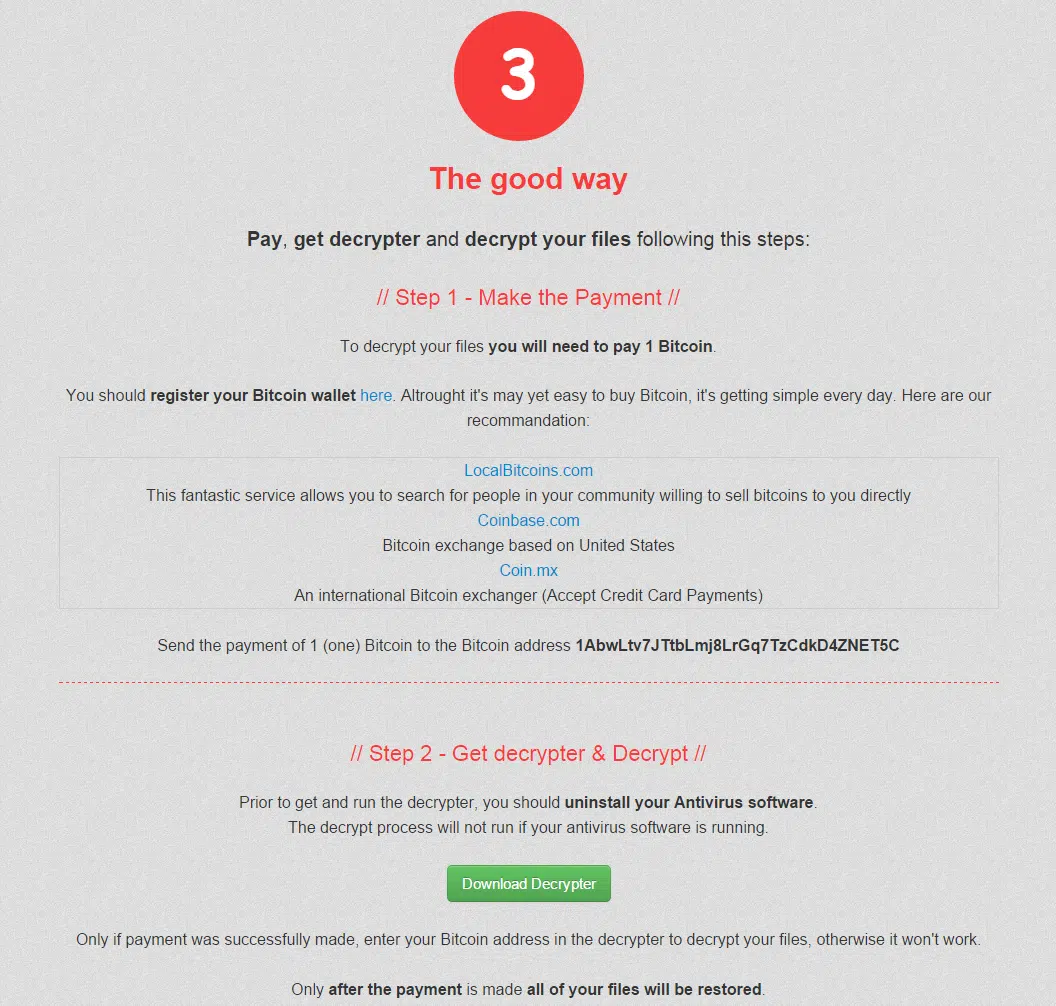 3
The good way
Pay, get decrypter and decrypt your files following this steps:
// Step 1 - Make the Payment //
To decrypt your files you will need to pay 1 Bitcoin.
You should register your Bitcoin wallet here. Altrought it's may yet easy to buy Bitcoin, it's getting simple every day. Here are our
recommandation:
LocalBitcoins.com
This fantastic service allows you to search for people in your community willing to sell bitcoins to you directly
Coinbase.com
Bitcoin exchange based on United States
Coin.mx
An international Bitcoin exchanger (Accept Credit Card Payments)
Send the payment of 1 (one) Bitcoin to the Bitcoin address 1AbwLtv7JTtbLmj8LrGq7TzCdkD4ZNET5C
// Step 2 - Get decrypter & Decrypt //
Prior to get and run the decrypter, you should uninstall your Antivirus software.
The decrypt process will not run if your antivirus software is running.
Download Decrypter
Only if payment was successfully made, enter your Bitcoin address in the decrypter to decrypt your files, otherwise it won't work.
Only after the payment is made all of your files will be restored.